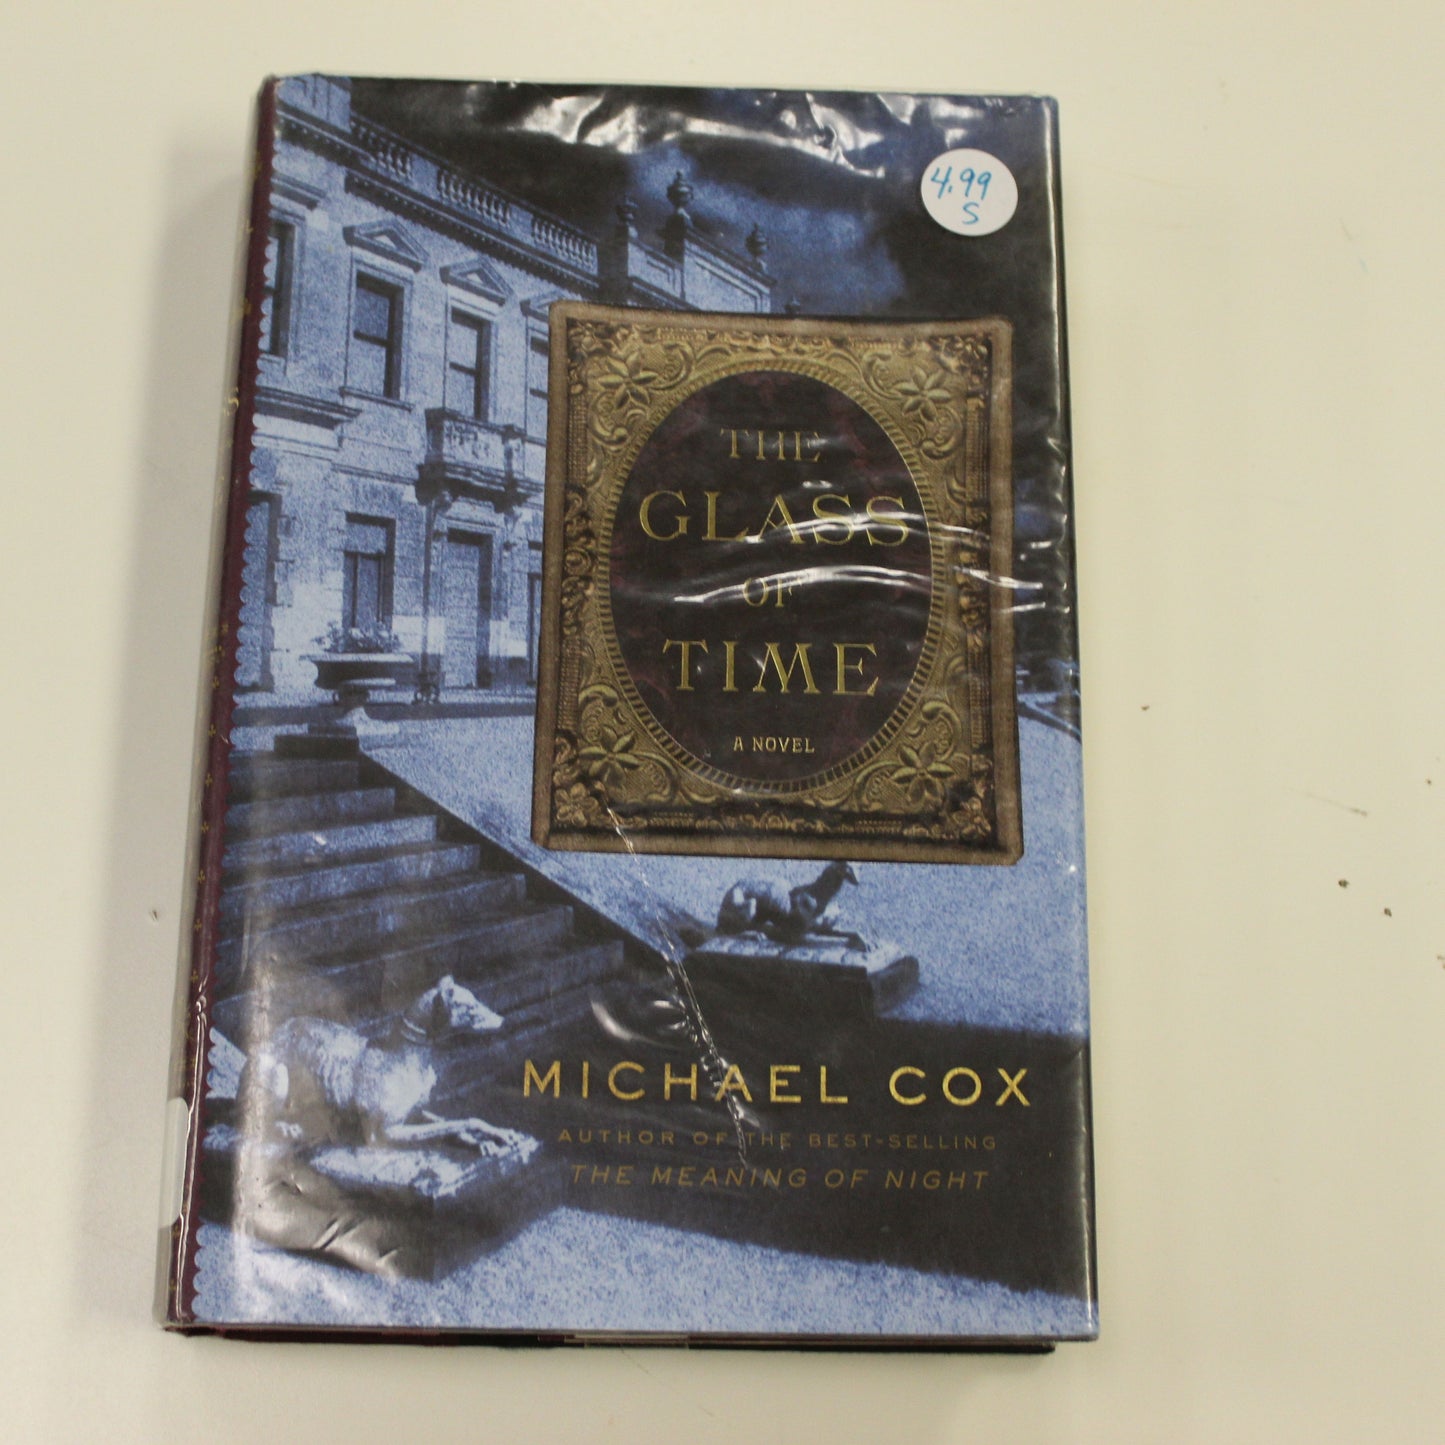 4.99
S
THE
GLASS
OF
TIME
A NOVEL
MICHAEL COX
AUTHOR OF THE BEST-SELLING
THE MEANING OF NIGHT